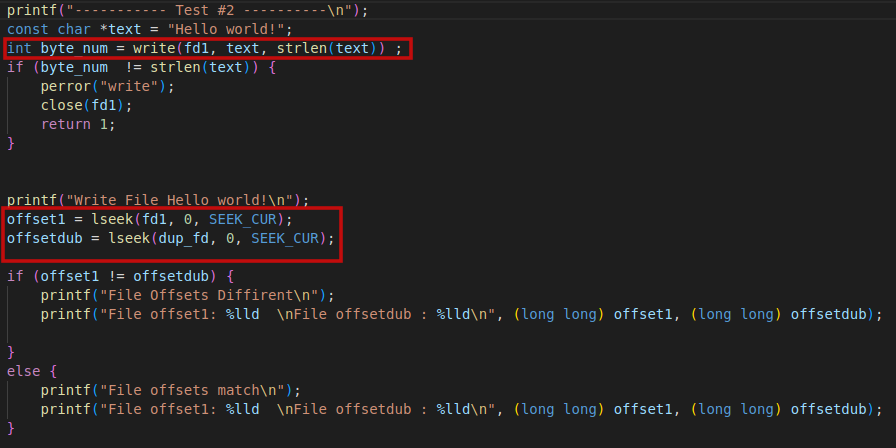 printf("----------- Test #2 ----------\n");
const char *text = "Hello world!";
int byte_num = write(fd1, text, strlen(text)) ;
if (byte_num  != strlen(text)) {
    perror("write");
    close(fd1);
    return 1;
}
printf("Write File Hello world!\n");
offset1 = lseek(fd1, 0, SEEK_CUR);
offsetdub = lseek(dup_fd, 0, SEEK_CUR);
if (offset1 != offsetdub) {
    printf("File Offsets Diffirent\n");
    printf("File offset1: %lld  \nFile offsetdub : %lld\n", (long long) offset1, (long long) offsetdub);
}
else {
    printf("File offsets match\n");
    printf("File offset1: %lld  \nFile offsetdub : %lld\n", (long long) offset1, (long long) offsetdub);
}